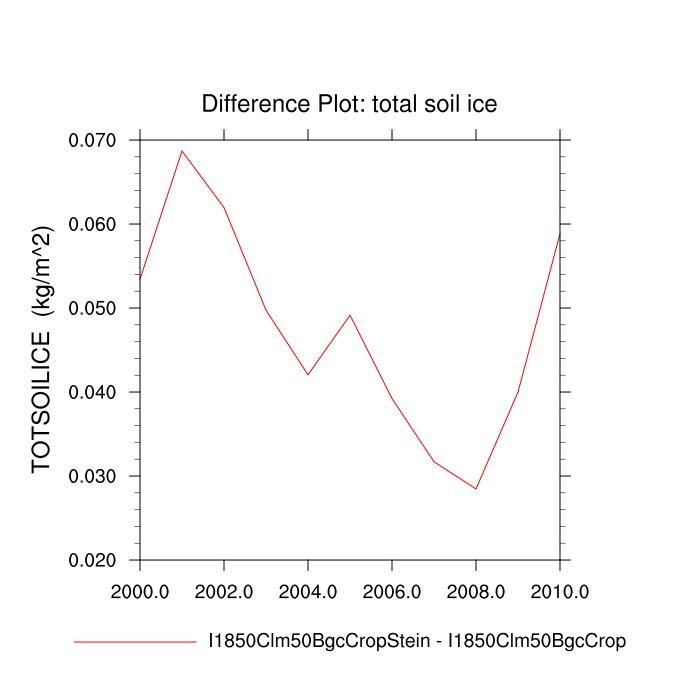 Difference Plot: total soil ice
0.070
0.060
0.050
0.040
0.030
0.020
TOTSOILICE (kg/m^2)
2000.0 2002.0 2004.0 2006.0 2008.0 2010.0
I1850Clm50BgcCropStein - I1850Clm50BgcCrop